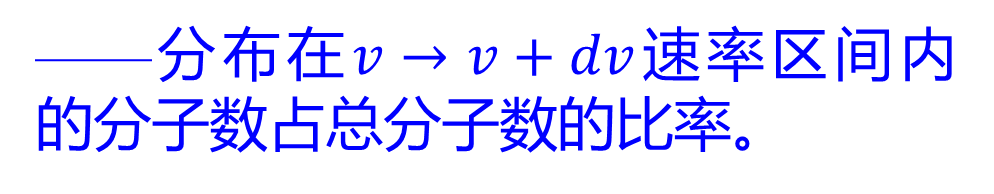 ——分布在𝑣 → 𝑣 + 𝑑𝑣速率区间内
的分子数占总分子数的比率。